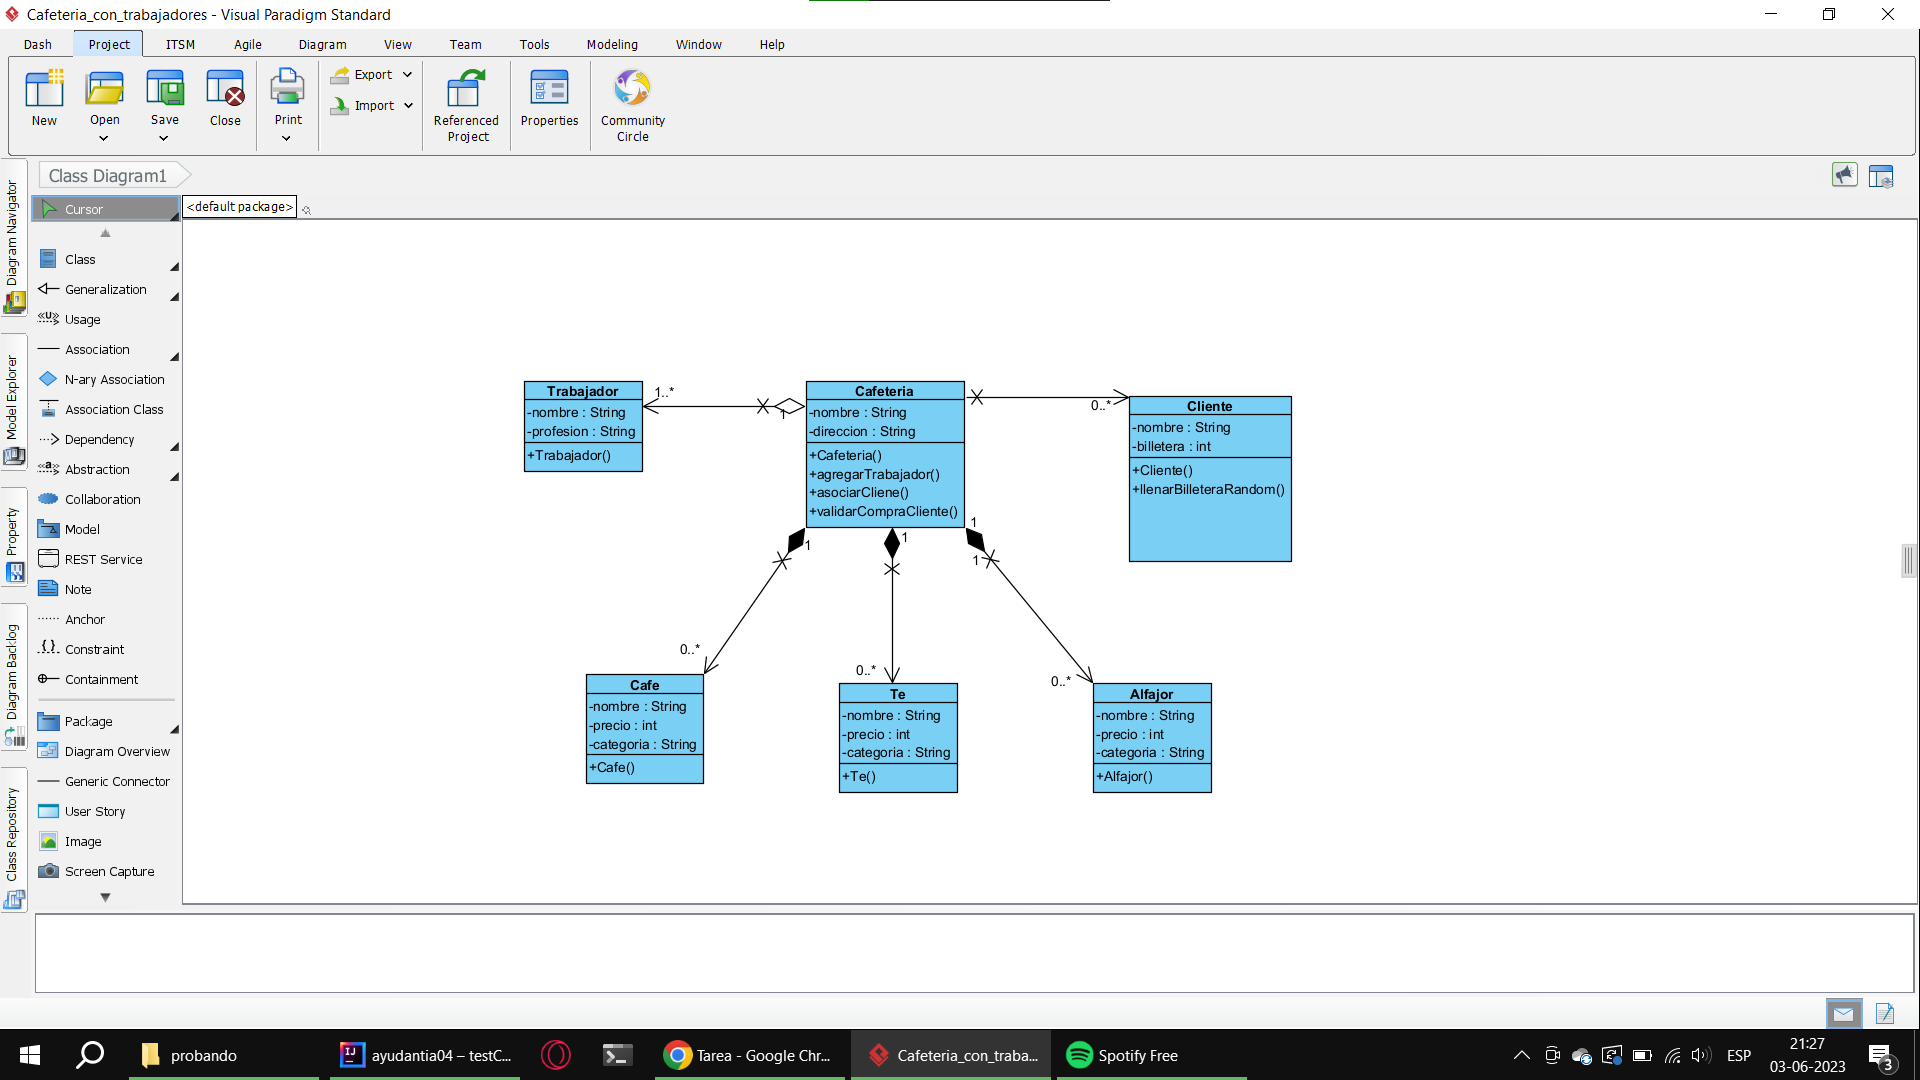 Cafeteria_con_trabajadores - Visual Paradigm Standard
Dash Project ITSM Agile Diagram View Team Tools Modeling Window Help
New
Open
Save
Close
Print
Export
Import
Referenced
Project
Properties
Community
Circle
Class Diagram1
Diagram Navigator
Model Explorer
Property
Diagram Backlog
Class Repository
Cursor
Class
Generalization
«U» Usage
Association
N-ary Association
Association Class
Dependency
«a» Abstraction
Collaboration
Model
REST Service
Note
Anchor
{.} Constraint
Containment
Package
Diagram Overview
Generic Connector
User Story
Image
Screen Capture
<default package>
Trabajador
-nombre : String
-profesion : String
+Trabajador()
1..*
1
Cafeteria
-nombre : String
-direccion : String
+Cafeteria()
+agregarTrabajador()
+asociarCliene()
+validarCompraCliente()
0..*
Cliente
-nombre : String
-billetera : int
+Cliente()
+llenarBilleteraRandom()
1
1
1
1
0..*
0..*
0..*
Cafe
-nombre : String
-precio : int
-categoria : String
+Cafe()
Te
-nombre : String
-precio : int
-categoria : String
+Te()
Alfajor
-nombre : String
-precio : int
-categoria : String
+Alfajor()
probando
IJ
ayudantia04 – testC...
Tarea - Google Chr...
Cafeteria_con_traba...
Spotify Free
ESP
21:27
03-06-2023
3